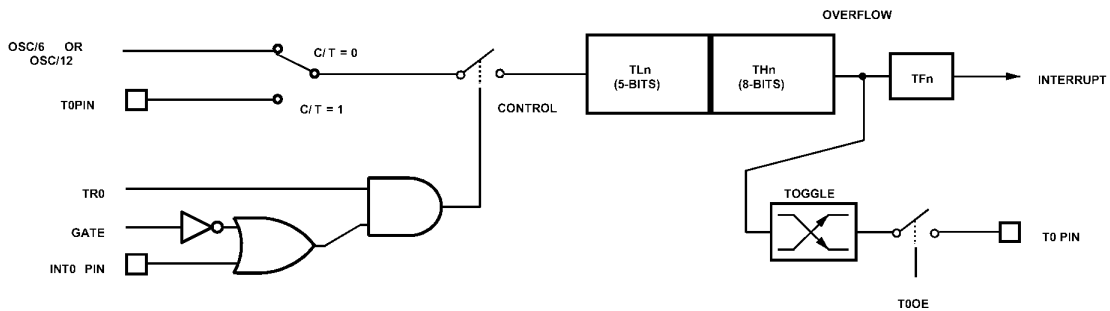 OVERFLOW
OSC/6 OR
OSC/12
C/T = 0
TLn
(5-BITS)
THn
(8-BITS)
TFn
INTERRUPT
T0PIN
C/T = 1
CONTROL
TR0
TOGGLE
GATE
T0 PIN
INT0 PIN
T0OE